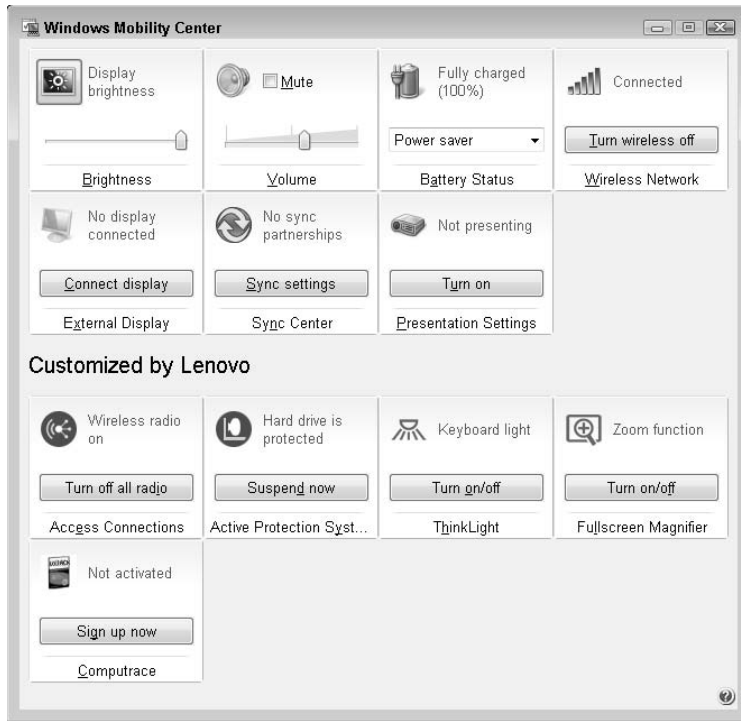 Windows Mobility Center
Display
brightness
Brightness
Mute
Volume
Fully charged
(100%)
Power saver
Battery Status
Connected
Turn wireless off
Wireless Network
No display
connected
Connect display
External Display
No sync
partnerships
Sync settings
Sync Center
Not presenting
Turn on
Presentation Settings
Customized by Lenovo
Wireless radio
on
Turn off all radio
Access Connections
Hard drive is
protected
Suspend now
Active Protection Syst...
Keyboard light
Turn on/off
ThinkLight
Zoom function
Turn on/off
Fullscreen Magnifier
Not activated
Sign up now
Computrace